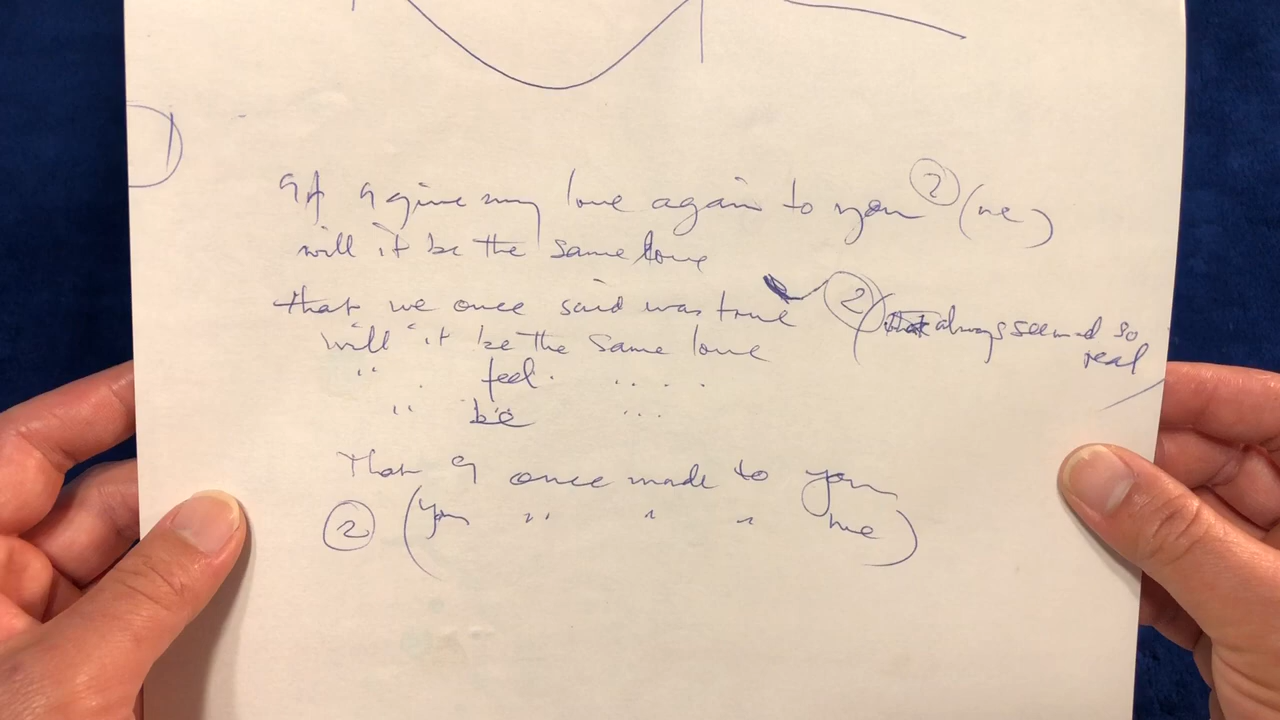 1
If I give my love again to you ② (me)
will it be the same love
that we once said was true ② (that always seemed so real
will it be the same love
" . feel . . . . .
" be " . .
That I once made to you
② (You " " " me)